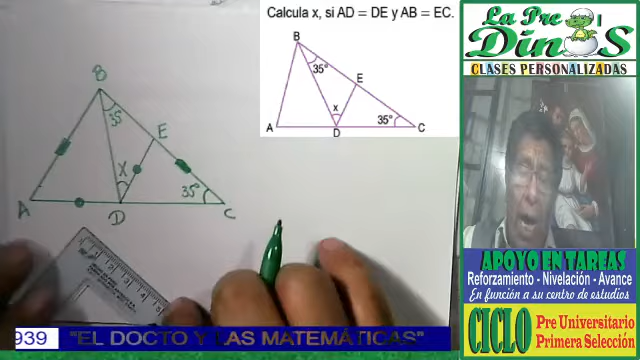 Calcula x, si AD = DE y AB = EC.
B
35°
E
x
35°
A
D
C
B
35
E
X
35°
A
D
C
La Pre
DinoS
CLASES PERSONALIZADAS
APOYO EN TAREAS
Reforzamiento - Nivelación - Avance
En función a su centro de estudios
CICLO
Pre Universitario
Primera Selección
939
"EL DOCTO Y LAS MATEMÁTICAS"